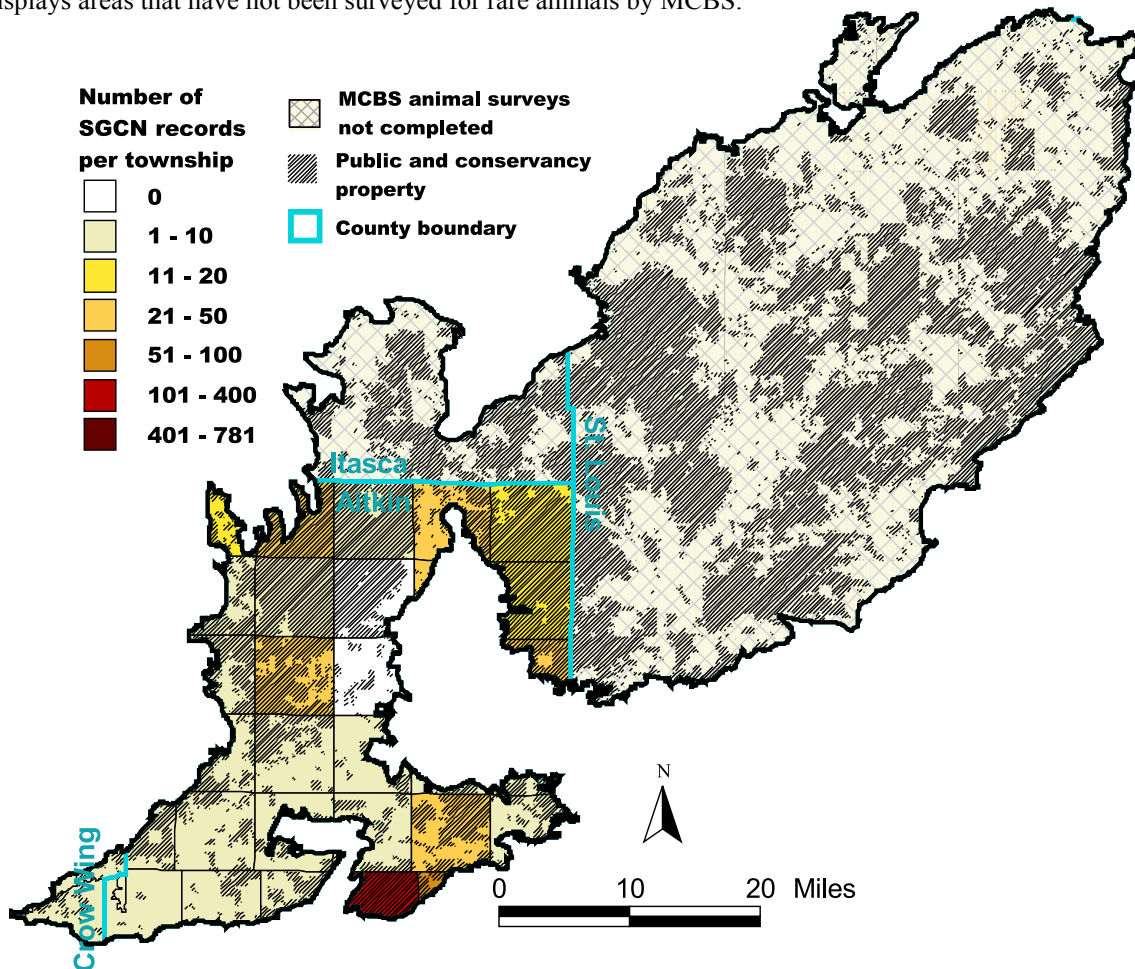 displays areas that have not been surveyed for rare animals by MCBS.
Number of
SGCN records
per township
0
1 - 10
11 - 20
21 - 50
51 - 100
101 - 400
401 - 781
MCBS animal surveys
not completed
Public and conservancy
property
County boundary
Itasca
Aitkin
St. Louis
Crow Wing
N
0 10 20 Miles